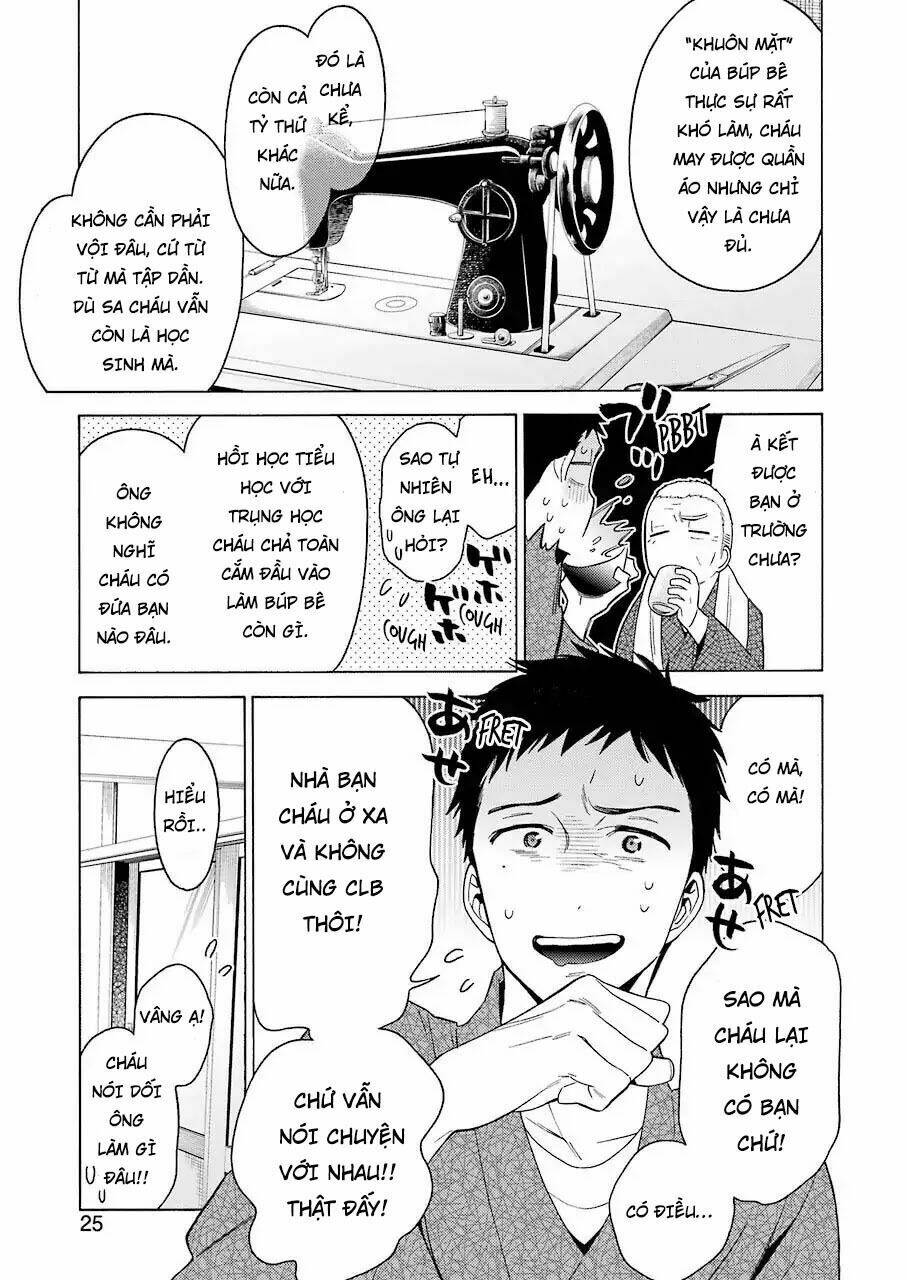 "KHUÔN MẶT"
CỦA BÚP BÊ
THỰC SỰ RẤT
KHÓ LÀM, CHÁU
MAY ĐƯỢC QUẦN
ÁO NHƯNG CHỈ
VẬY LÀ CHƯA
ĐỦ.
ĐÓ LÀ
CHƯA
KỂ,
CÒN CẢ
TỶ THỨ
KHÁC
NỮA.
KHÔNG CẦN PHẢI
VỘI ĐÂU, CỨ TỪ
TỪ MÀ TẬP DẦN.
DÙ SA CHÁU VẪN
CÒN LÀ HỌC
SINH MÀ.
À KẾT
ĐƯỢC
BẠN Ở
TRƯỜNG
CHƯA?
ブッ
PBBT
EH...
SAO TỰ
NHIÊN
ÔNG LẠI
HỎI?
ゲホ
ゲホ
COUGH
COUGH
HỒI HỌC TIỂU
HỌC VỚI
TRUNG HỌC
CHÁU CHẢ TOÀN
CẮM ĐẦU VÀO
LÀM BÚP BÊ
CÒN GÌ.
ÔNG
KHÔNG
NGHĨ
CHÁU CÓ
ĐỨA BẠN
NÀO ĐÂU.
CÓ MÀ,
CÓ MÀ!
あせ
FRET
あせ
FRET
SAO MÀ
CHÁU LẠI
KHÔNG
CÓ BẠN
CHỨ!
CÓ ĐIỀU...
NHÀ BẠN
CHÁU Ở XA
VÀ KHÔNG
CÙNG CLB
THÔI!
CHỨ VẪN
NÓI CHUYỆN
VỚI NHAU!!
THẬT ĐẤY!
HIỂU
RỒI..
VÂNG Ạ!
CHÁU
NÓI DỐI
ÔNG
LÀM GÌ
ĐÂU!!
25